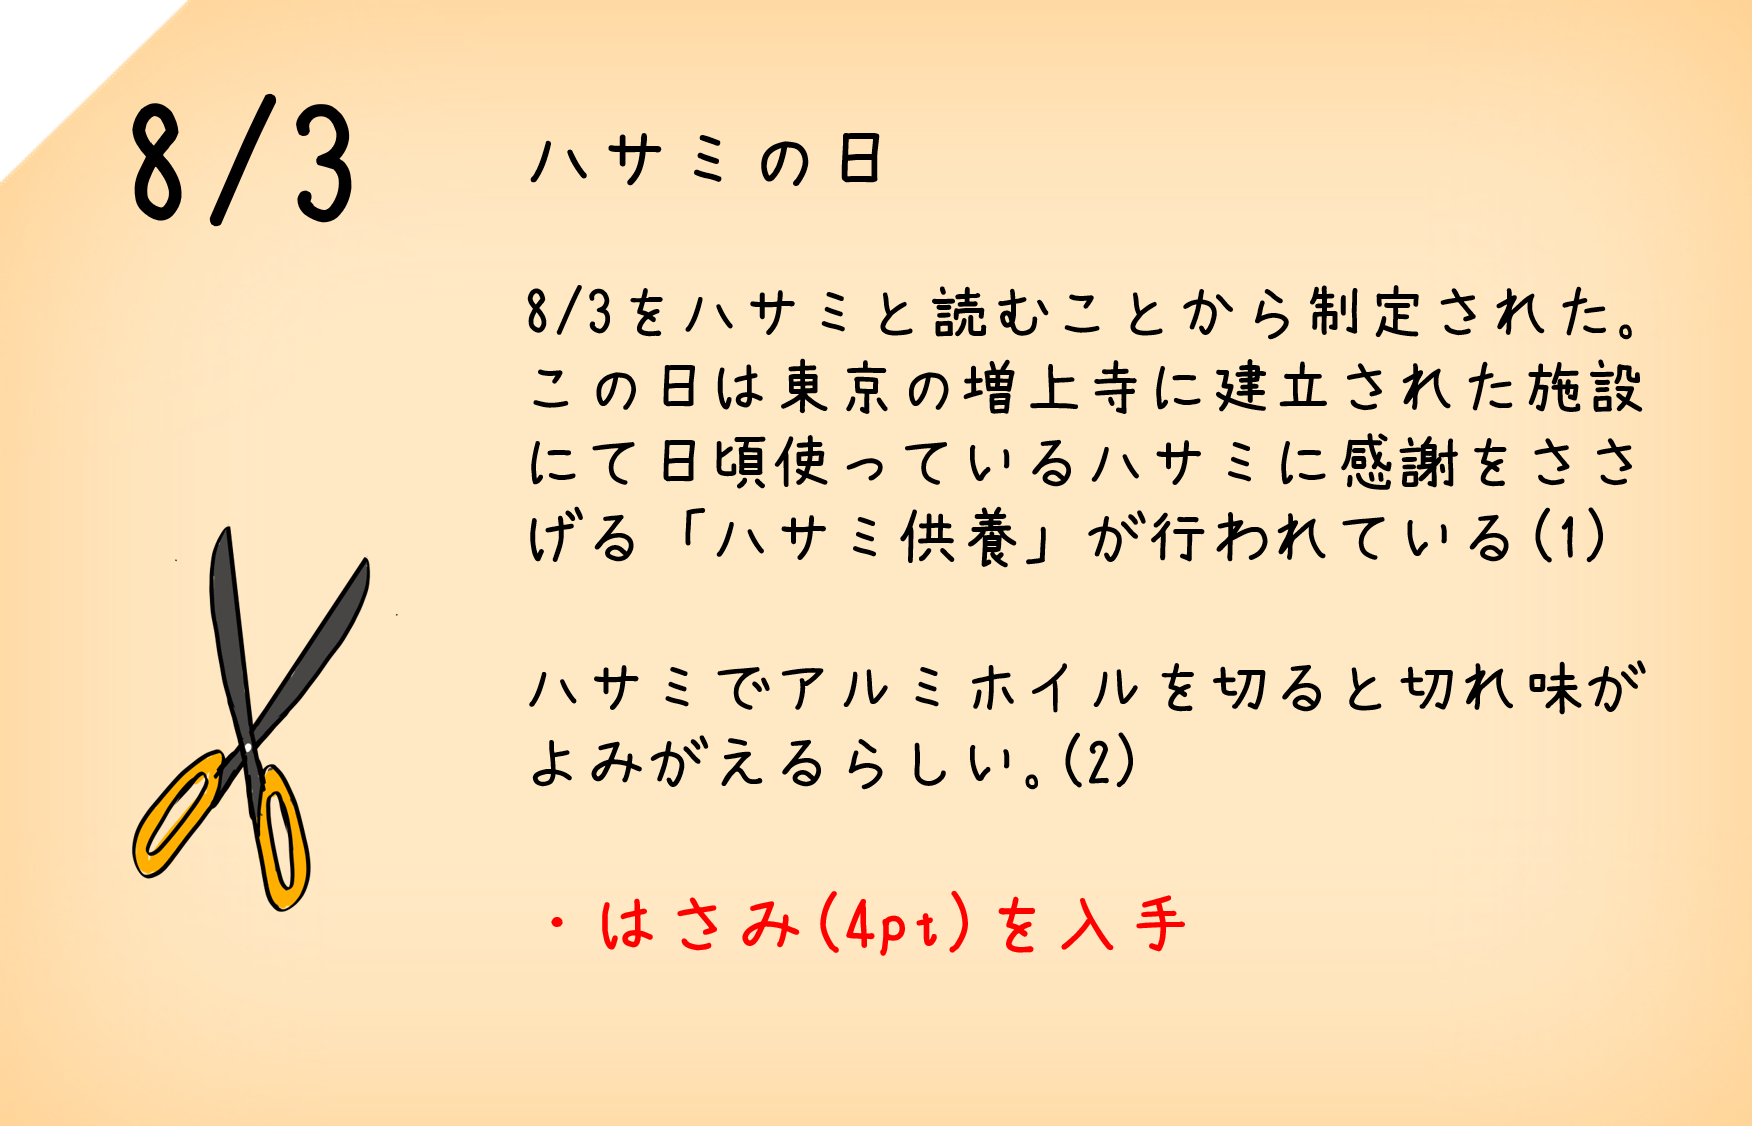 8/3
ハサミの日
8/3をハサミと読むことから制定された。
この日は東京の増上寺に建立された施設
にて日頃使っているハサミに感謝をささ
げる「ハサミ供養」が行われている(1)
ハサミでアルミホイルを切ると切れ味が
よみがえるらしい。(2)
・はさみ(4pt)を入手